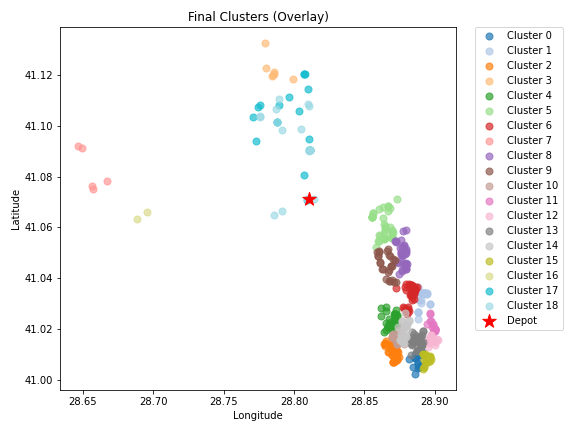 Final Clusters (Overlay)
Latitude
41.12
41.10
41.08
41.06
41.04
41.02
41.00
28.65 28.70 28.75 28.80 28.85 28.90
Longitude
Cluster 0
Cluster 1
Cluster 2
Cluster 3
Cluster 4
Cluster 5
Cluster 6
Cluster 7
Cluster 8
Cluster 9
Cluster 10
Cluster 11
Cluster 12
Cluster 13
Cluster 14
Cluster 15
Cluster 16
Cluster 17
Cluster 18
Depot